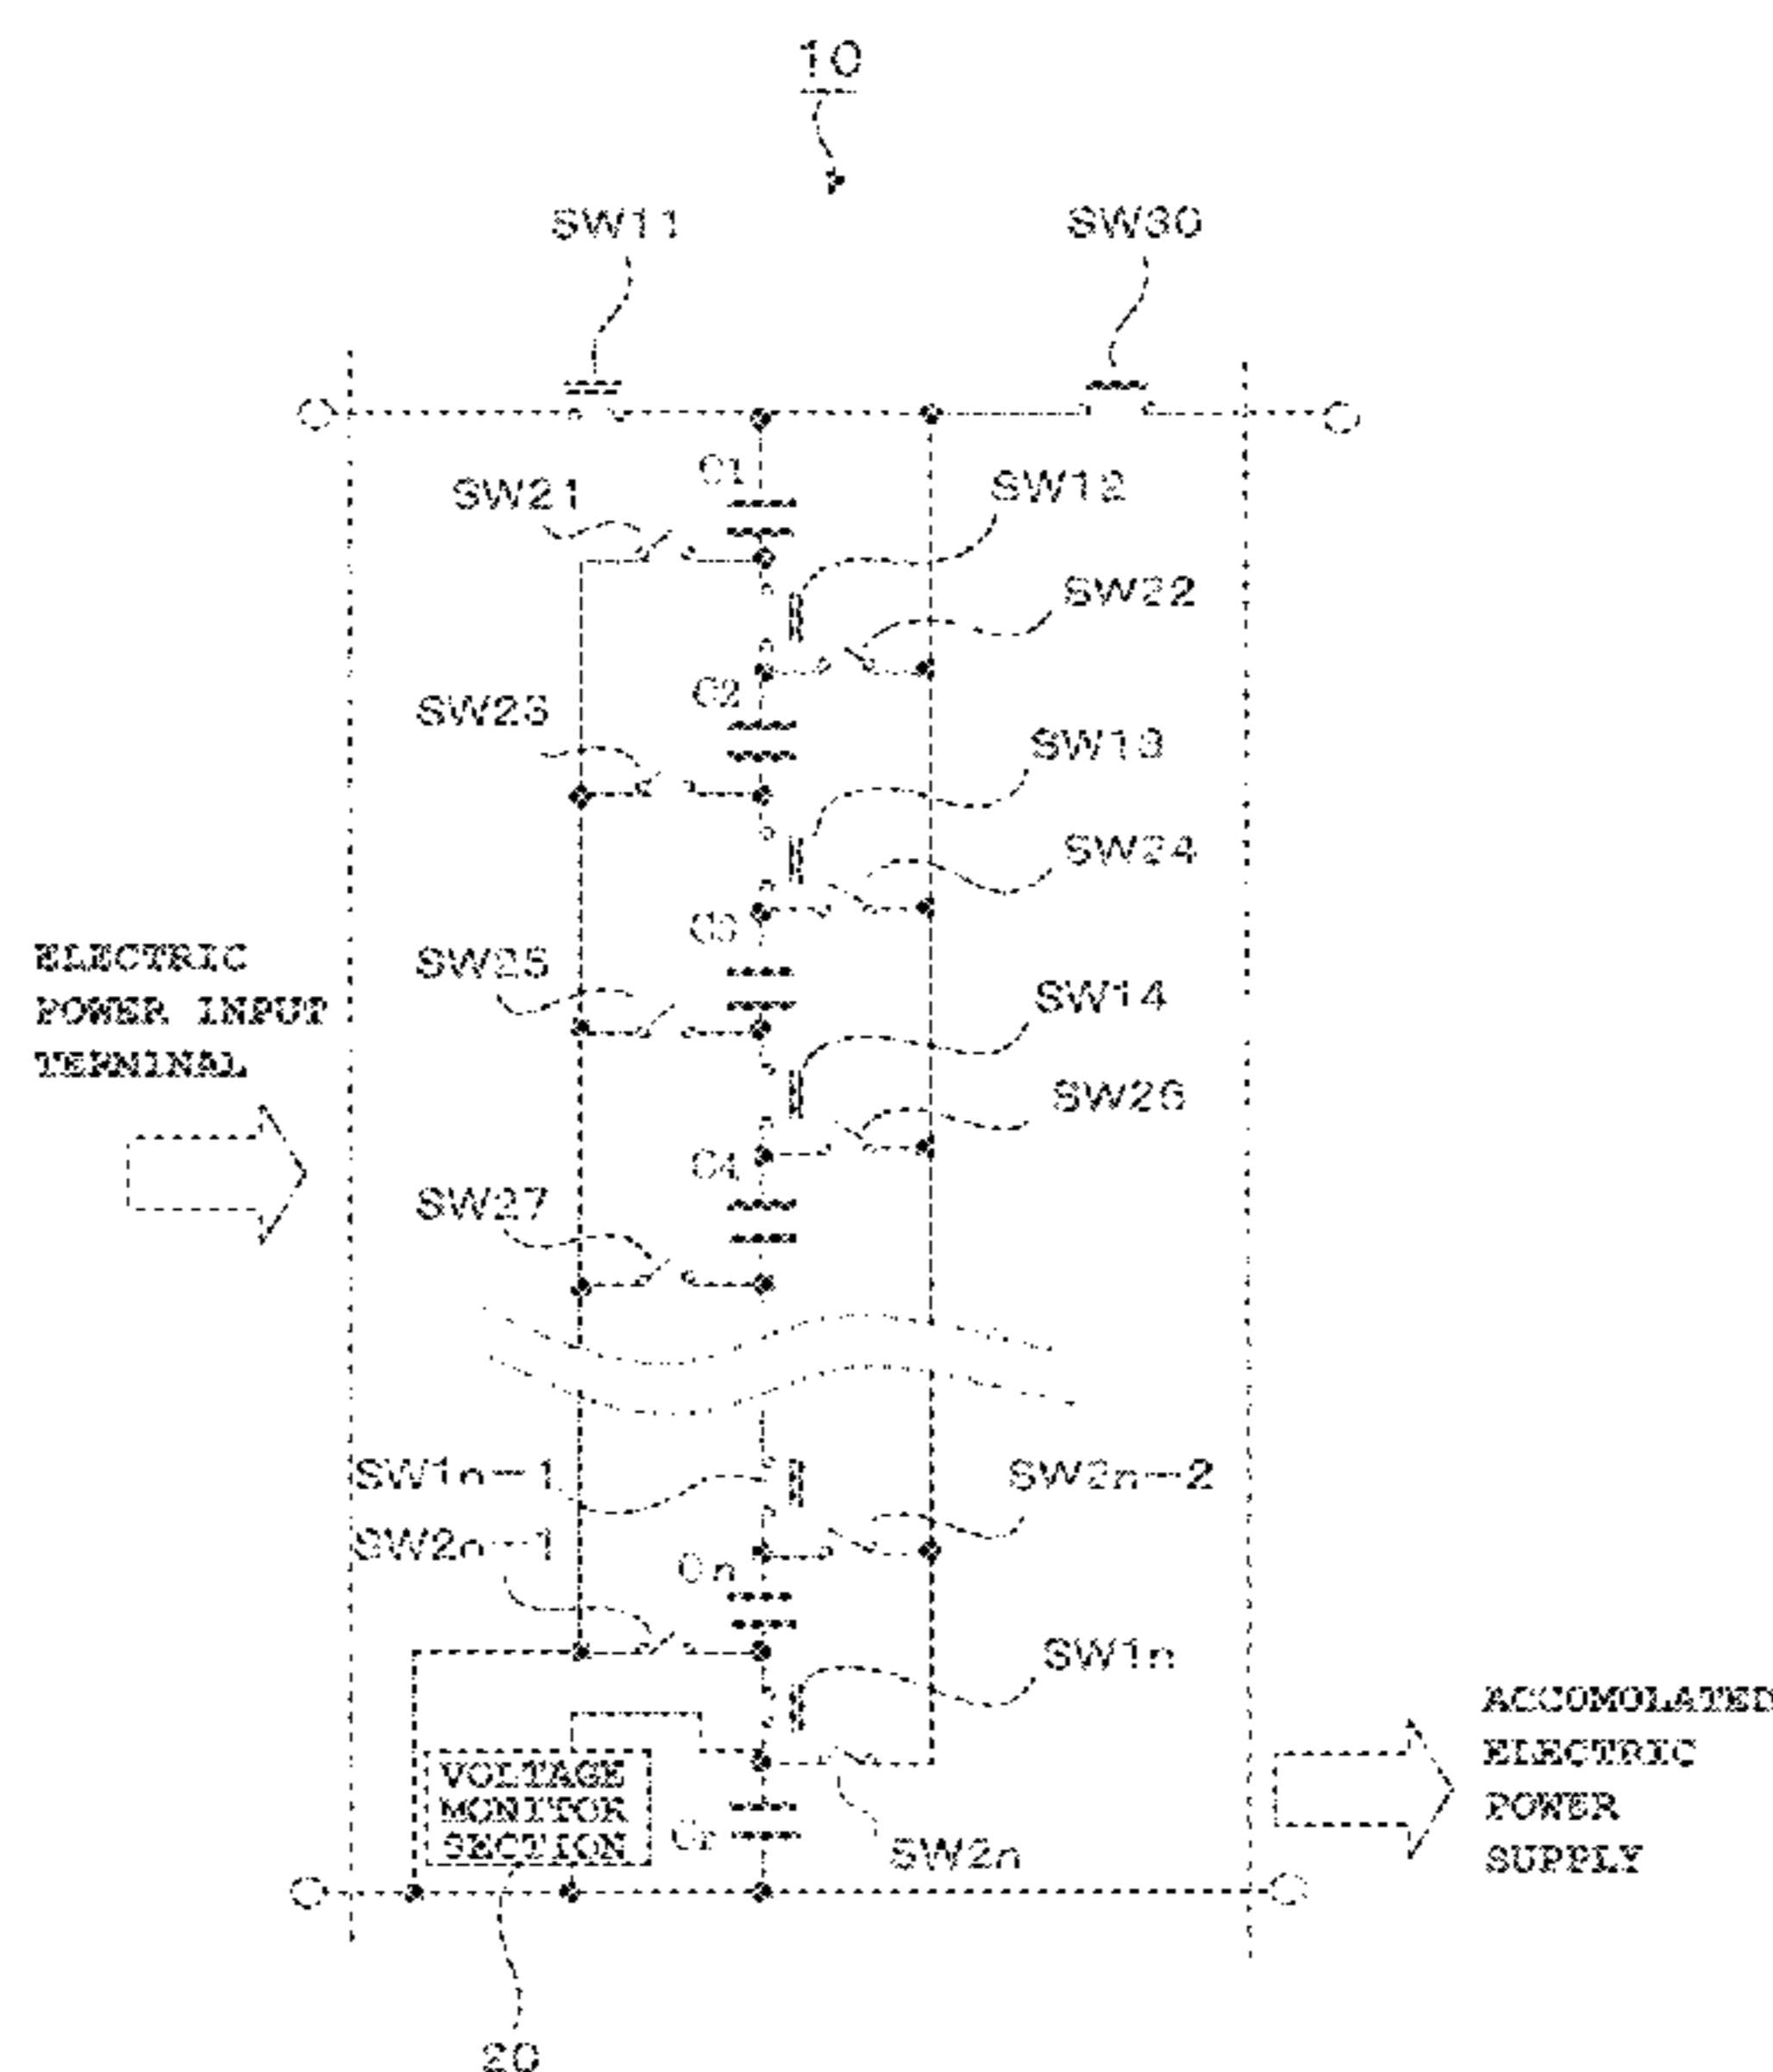 10
SW11
SW30
C1
SW21
SW12
SW22
C2
SW23
SW13
SW24
C3
SW25
ELECTRIC
POWER INPUT
TERMINAL
SW14
SW26
C4
SW27
SW1n-1
SW2n-2
SW2n-1
Cn
SW1n
VOLTAGE
MONITOR
SECTION
Cr
SW2n
ACCOMOLATED
ELECTRIC
POWER
SUPPLY
20